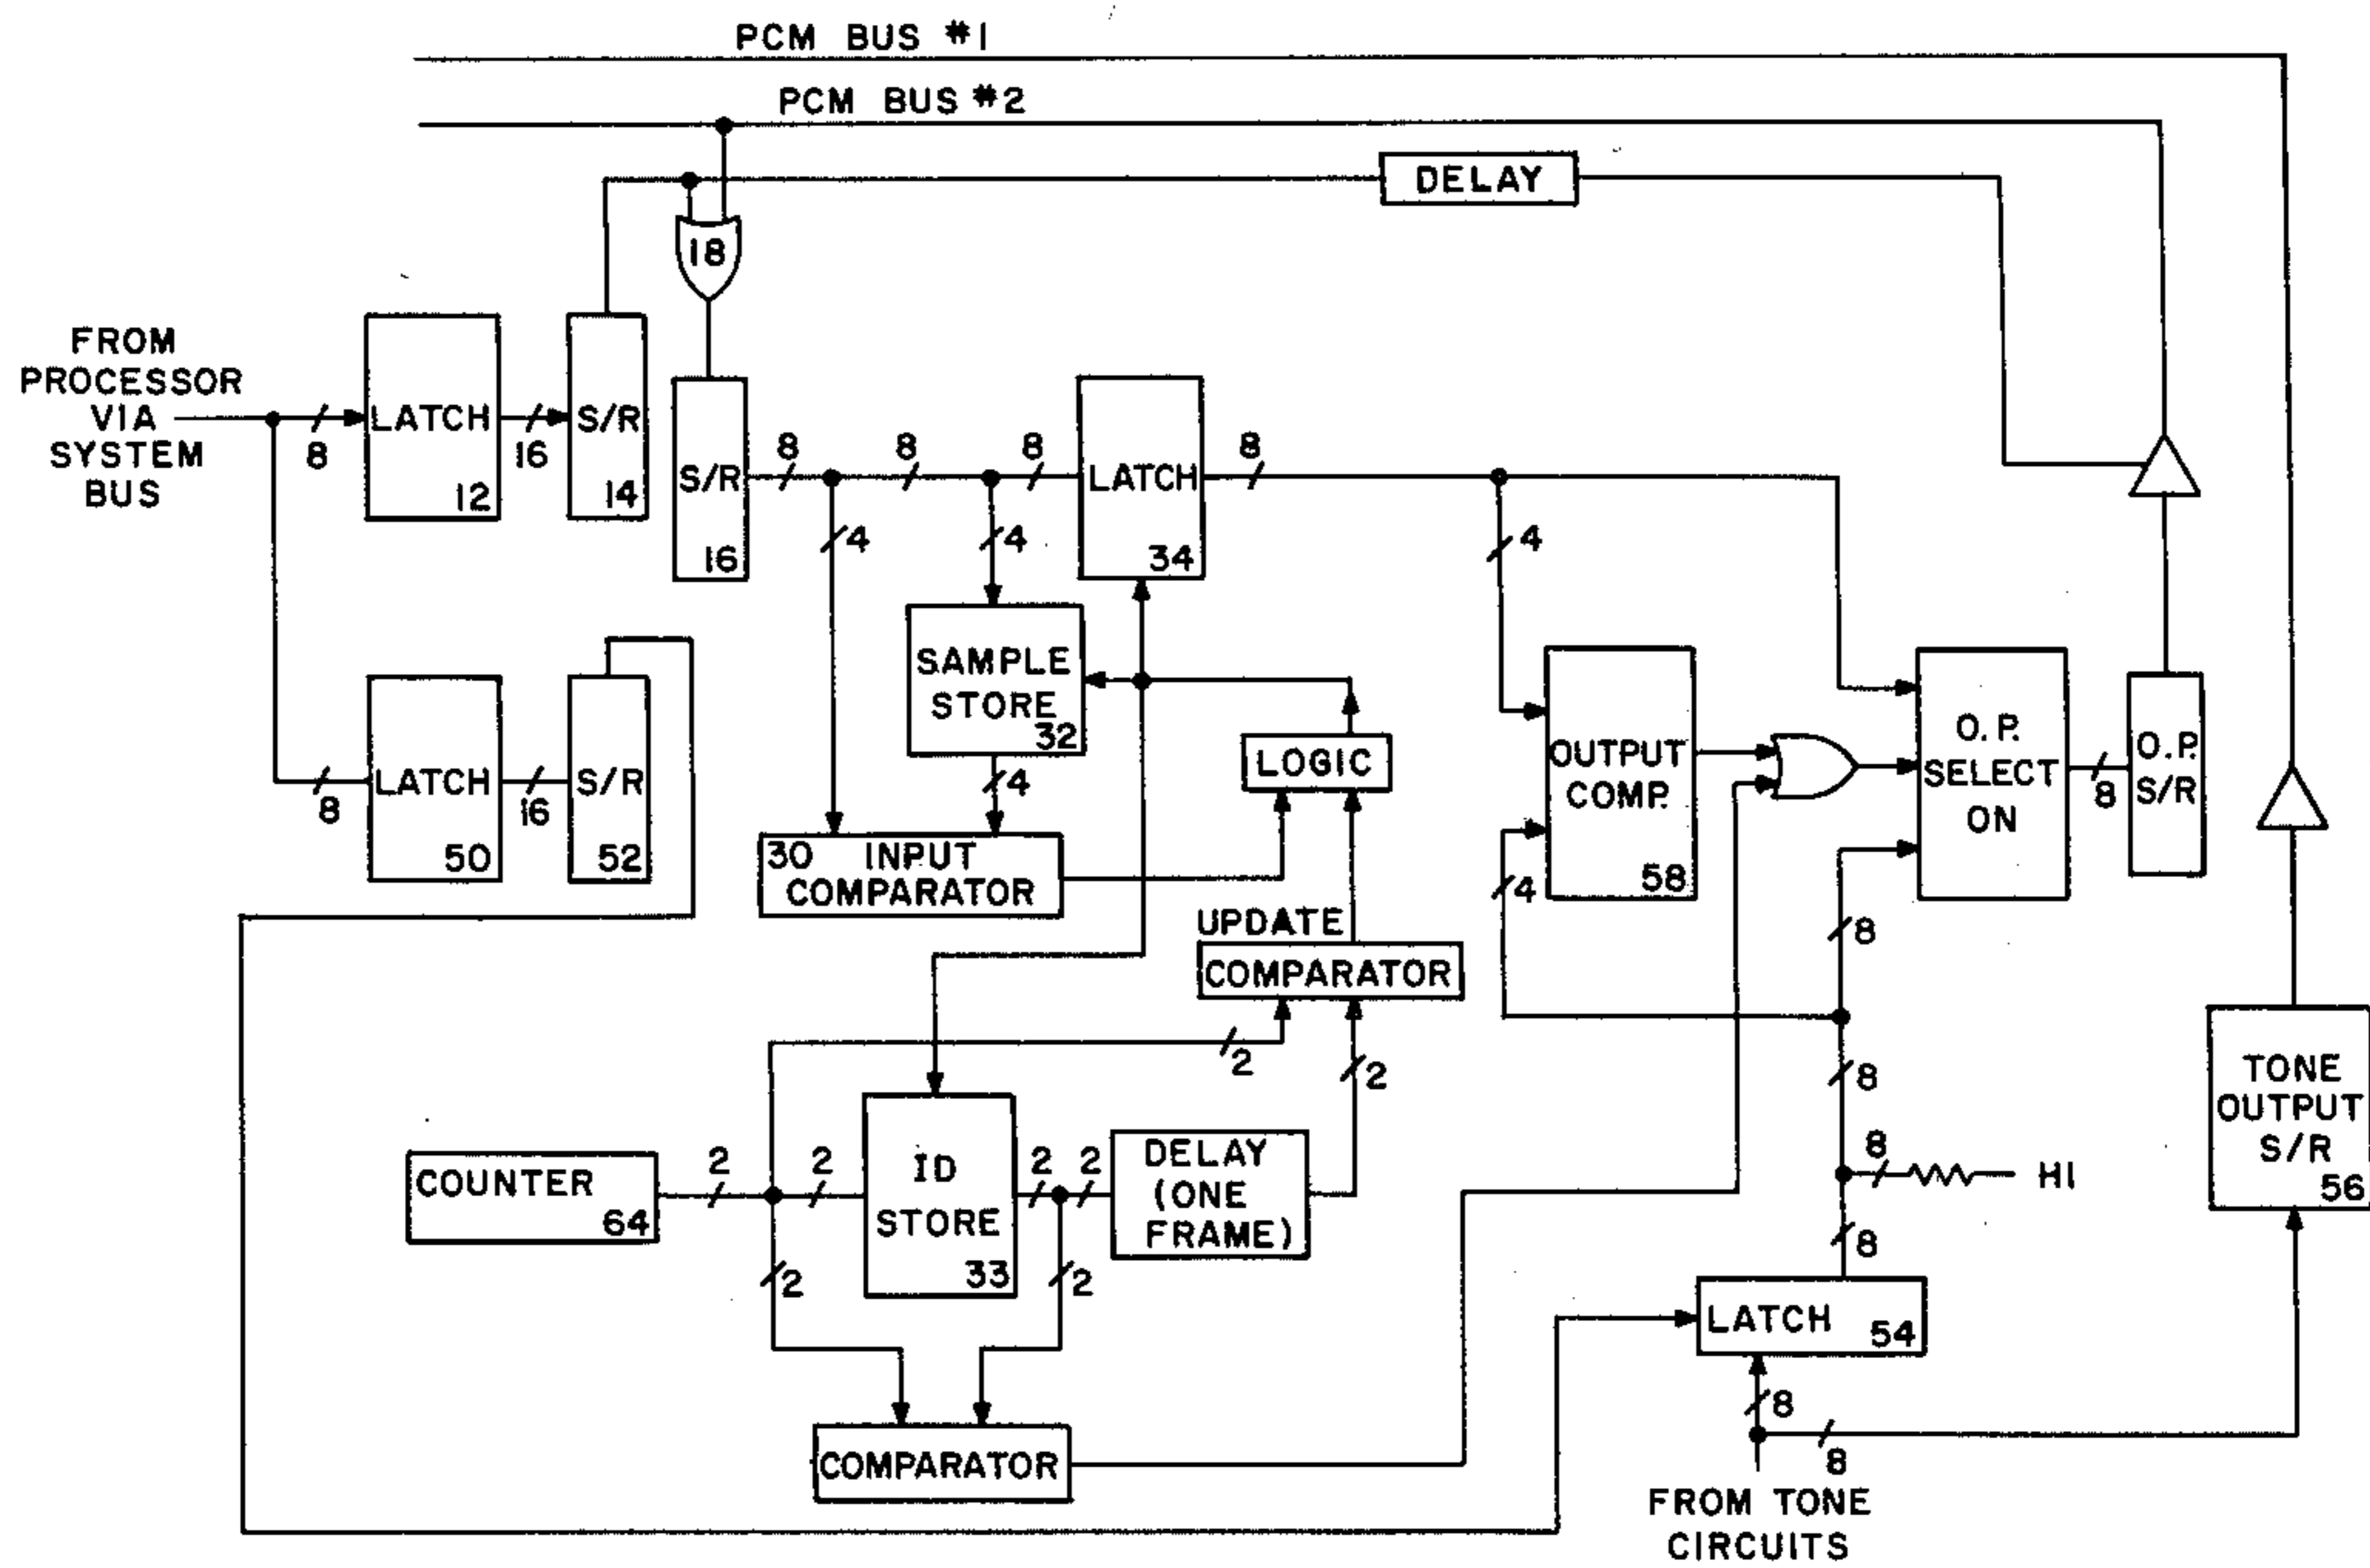 PCM BUS #1
PCM BUS #2
DELAY
18
FROM
PROCESSOR
VIA
SYSTEM
BUS
8
LATCH
12
16
S/R
14
S/R
16
8
8
8
4
4
LATCH
34
8
4
8
LATCH
50
16
S/R
52
SAMPLE
STORE
32
4
30 INPUT
COMPARATOR
LOGIC
UPDATE
COMPARATOR
2
2
OUTPUT
COMP.
58
4
O.P.
SELECT
ON
8
O.P.
S/R
8
8
8
HI
8
COUNTER
64
2
2
2
ID
STORE
33
2
2
2
DELAY
(ONE
FRAME)
COMPARATOR
LATCH
54
8
8
FROM TONE
CIRCUITS
TONE
OUTPUT
S/R
56